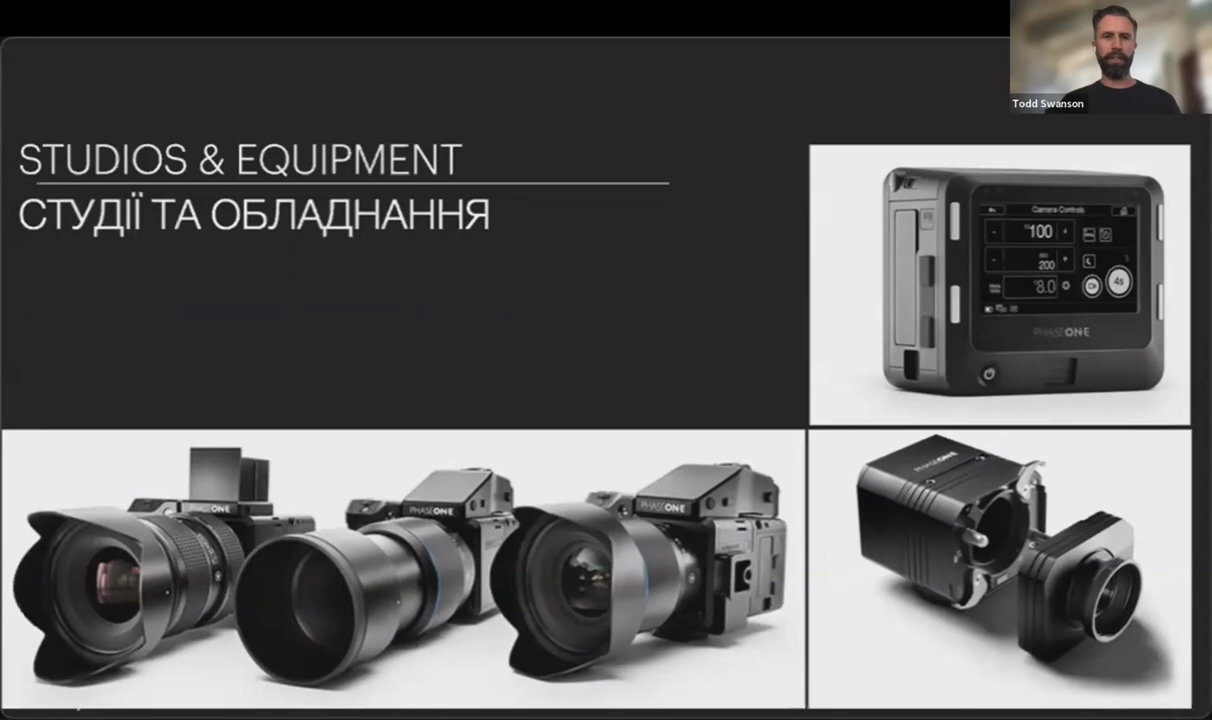 Todd Swanson
STUDIOS & EQUIPMENT
СТУДІЇ ТА ОБЛАДНАННЯ
Camera Controls
- 100 +
- ISO 200 +
8.0
4s
PHASEONE
PHASEONE
PHASEONE
PHASEONE
PHASEONE